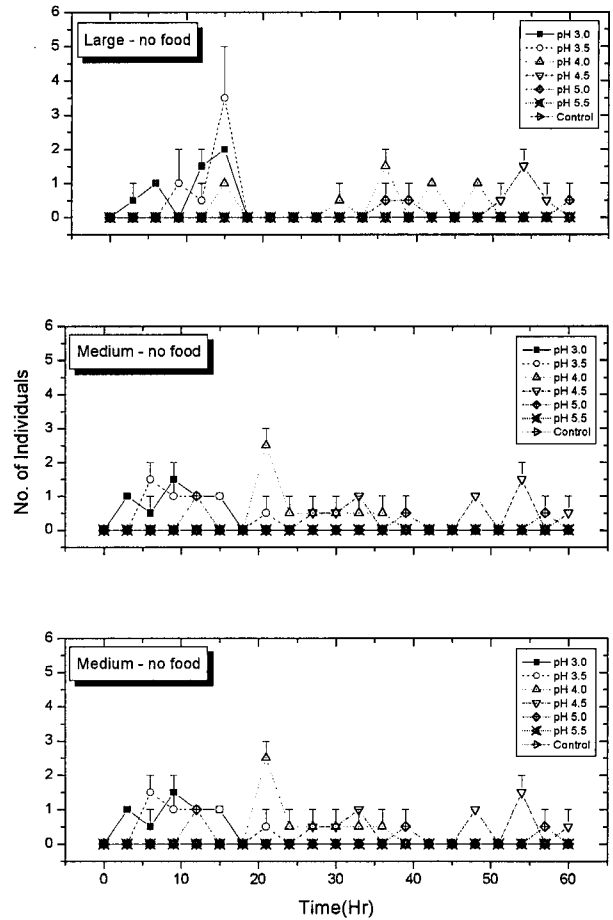 Large - no food
pH 3.0
pH 3.5
pH 4.0
pH 4.5
pH 5.0
pH 5.5
Control
6
5
4
3
2
1
0
Medium - no food
pH 3.0
pH 3.5
pH 4.0
pH 4.5
pH 5.0
pH 5.5
Control
6
5
4
3
2
1
0
No. of Individuals
Medium - no food
pH 3.0
pH 3.5
pH 4.0
pH 4.5
pH 5.0
pH 5.5
Control
6
5
4
3
2
1
0
0 10 20 30 40 50 60
Time(Hr)